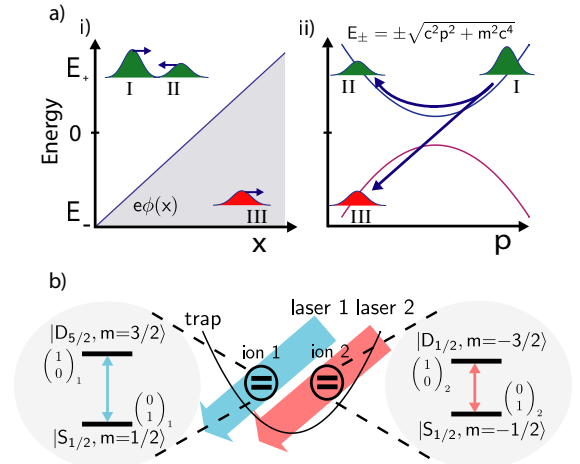 a)
i)
ii)
E± = ±√c²p² + m²c⁴
Energy
E₊
0
E₋
I
II
III
eϕ(x)
x
II
I
III
p
b)
trap
laser 1
laser 2
ion 1
ion 2
|D₅/₂, m=3/2⟩
(1 0)₁
(0 1)₁
|S₁/₂, m=1/2⟩
|D₁/₂, m=−3/2⟩
(1 0)₂
(0 1)₂
|S₁/₂, m=−1/2⟩